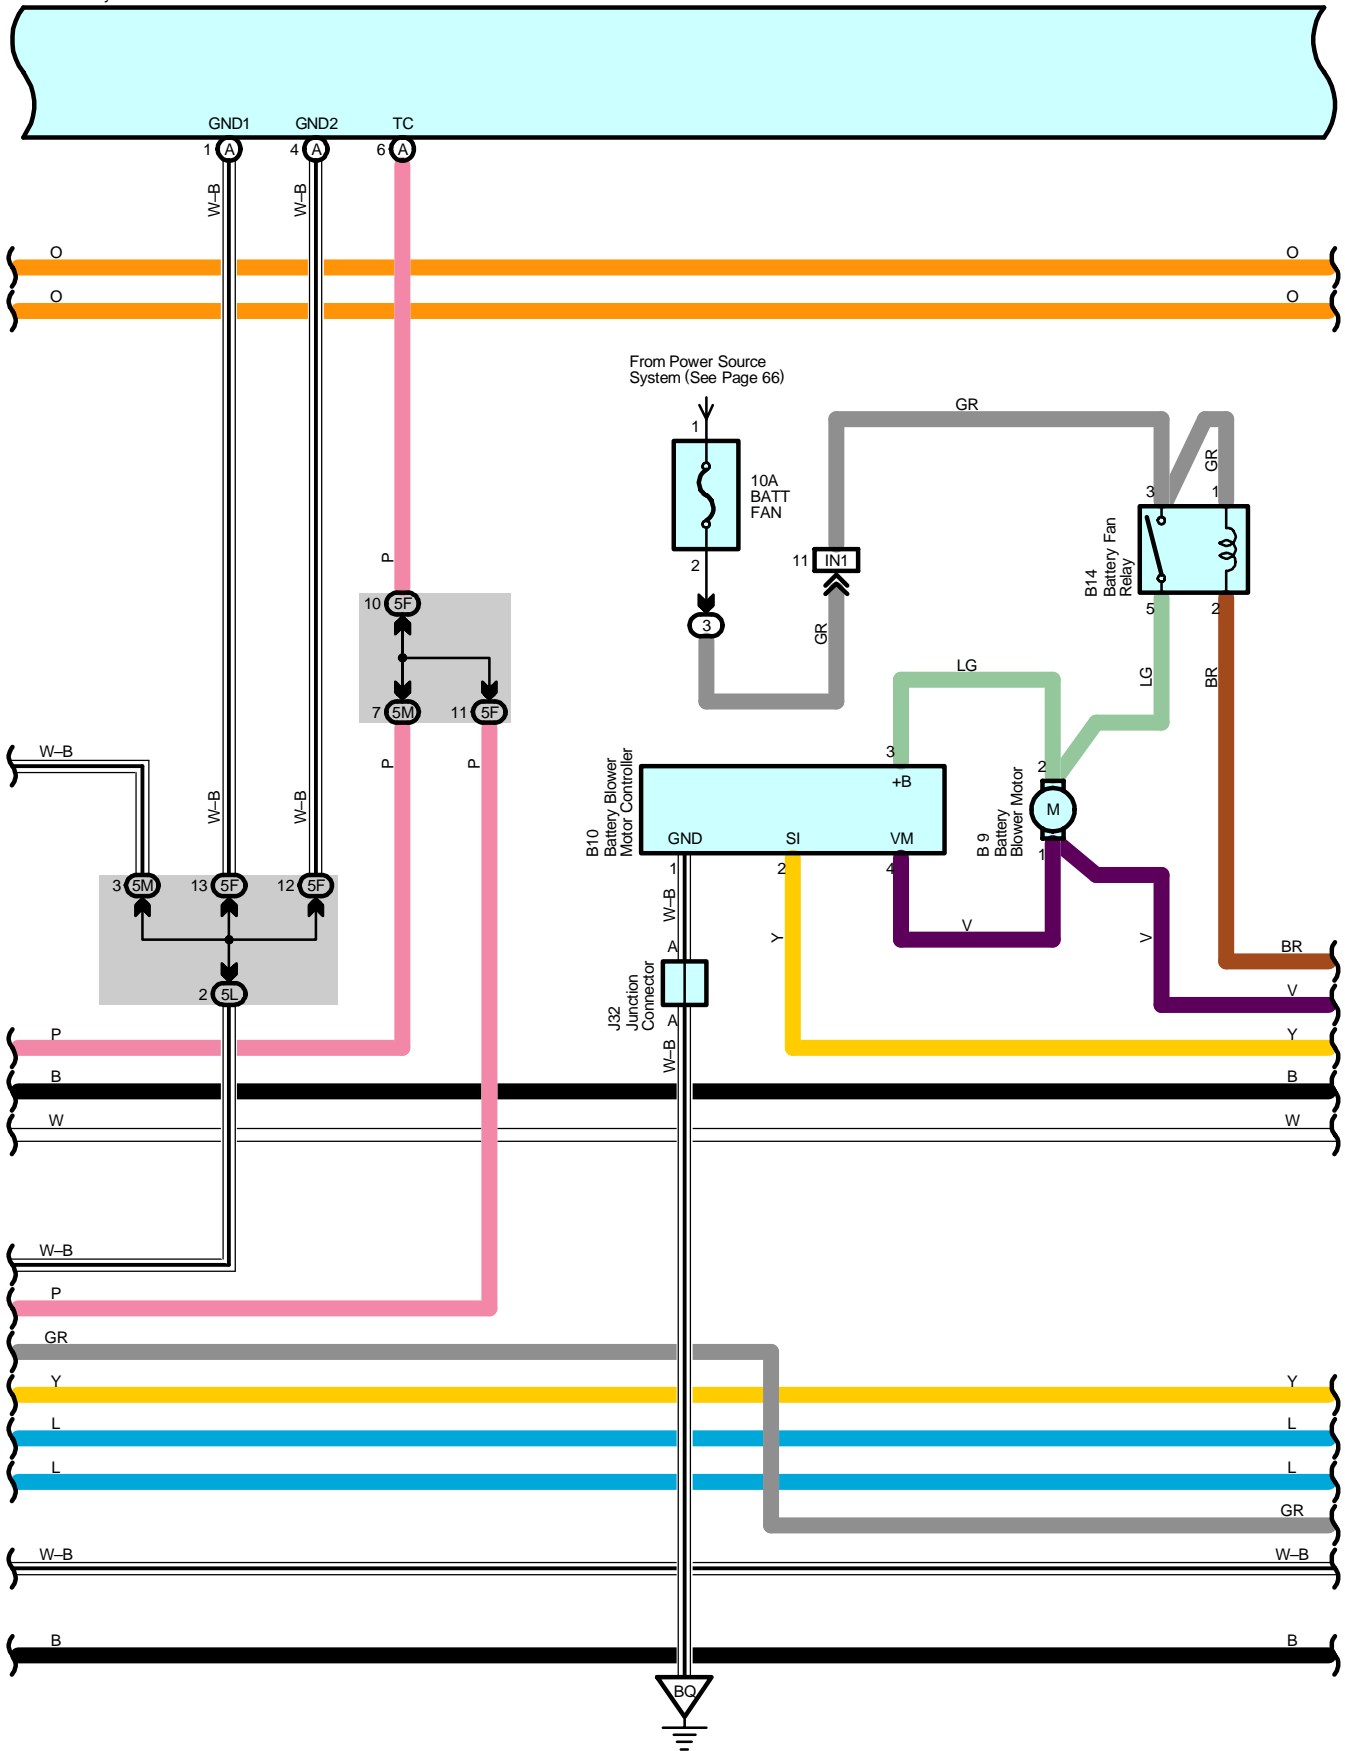 GND1 GND2 TC
1 A 4 A 6 A
W–B W–B
O O
O O
From Power Source
System (See Page 66)
1
10A
BATT
FAN
2
3
GR
11 IN1
GR
GR
3 1
B14
Battery Fan
Relay
5 2
LG BR
P
10 5F
7 5M 11 5F
P P
W–B
W–B W–B
3 5M 13 5F 12 5F
2 5L
LG
3
+B
B10
Battery Blower
Motor Controller
GND SI VM
1 2 4
2
M
B 9
Battery
Blower Motor
1
W–B
Y
V
V
A
J32
Junction
Connector
A
W–B
BR
V
P Y
B B
W W
W–B
P
GR
Y Y
L L
L L
GR
W–B W–B
B B
BQ